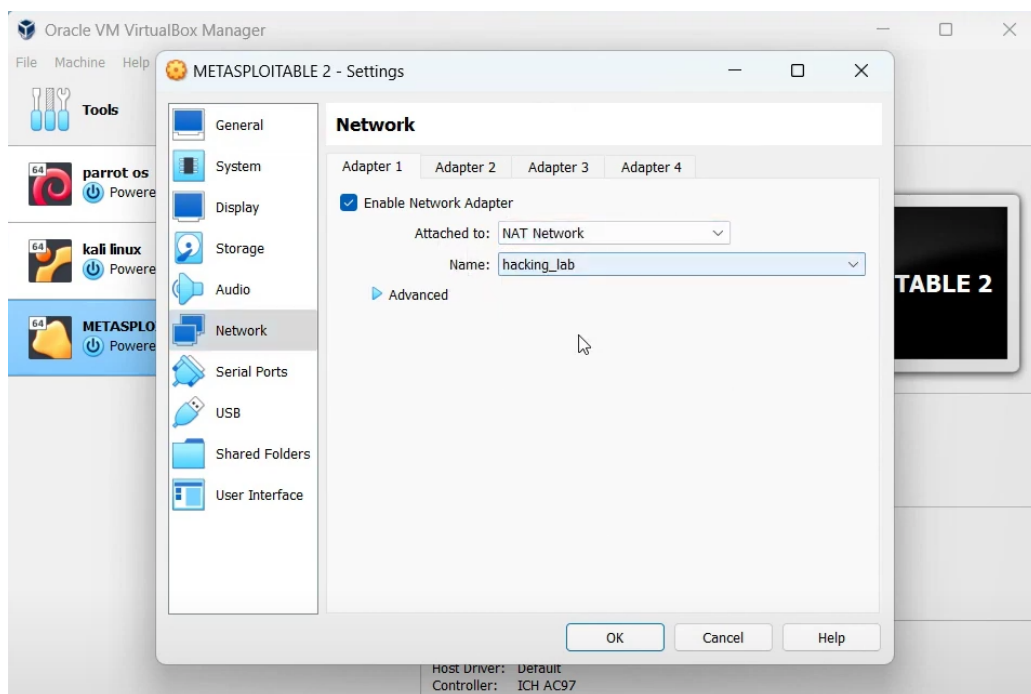 Oracle VM VirtualBox Manager
File Machine Help
METASPLOITABLE 2 - Settings
Tools
64 parrot os
Powere
64 kali linux
Powere
64 METASPLO
Powere
General
System
Display
Storage
Audio
Network
Serial Ports
USB
Shared Folders
User Interface
Network
Adapter 1 Adapter 2 Adapter 3 Adapter 4
Enable Network Adapter
Attached to: NAT Network
Name: hacking_lab
Advanced
TABLE 2
OK Cancel Help
Host Driver: Default
Controller: ICH AC97